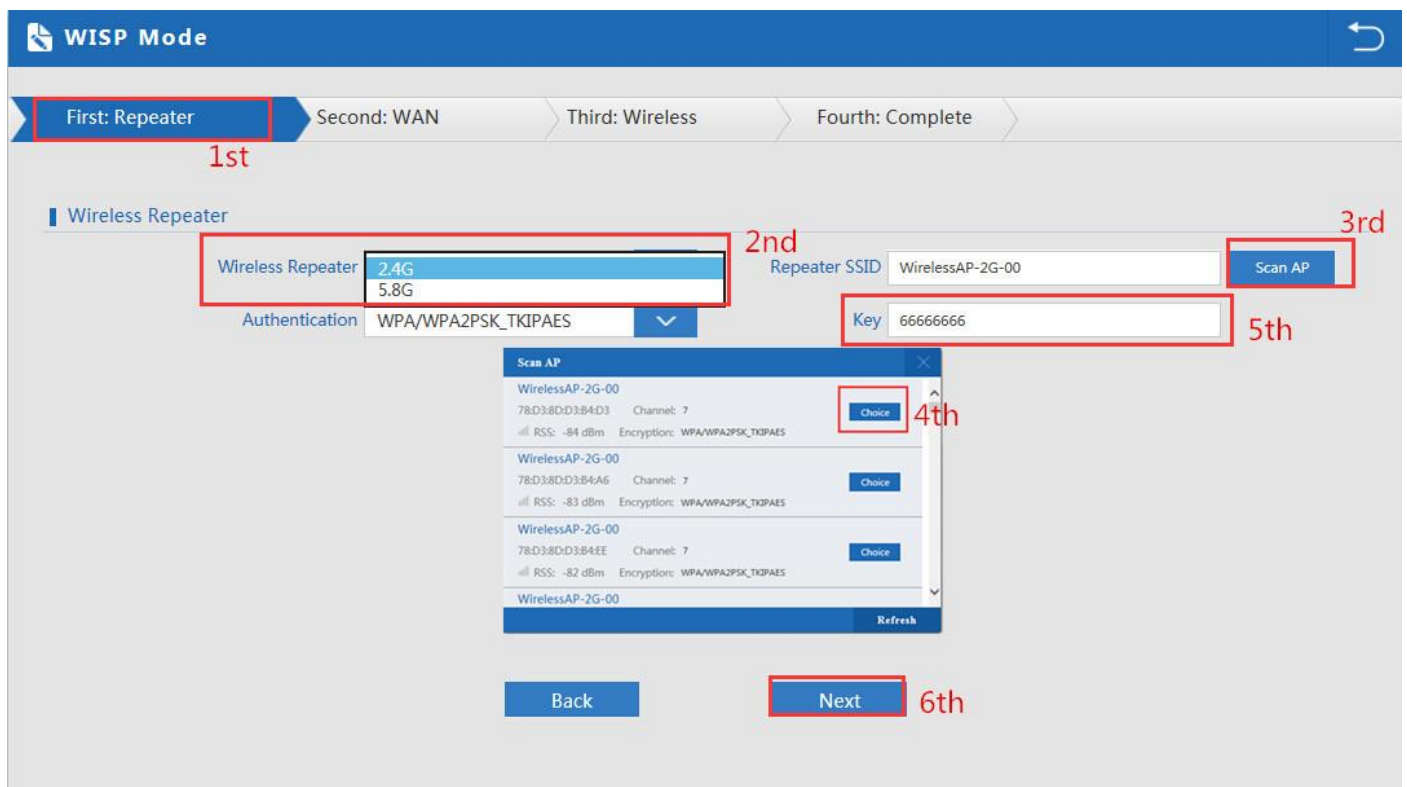 WISP Mode
First: Repeater
Second: WAN
Third: Wireless
Fourth: Complete
1st
Wireless Repeater
3rd
2nd
Wireless Repeater
2.4G
5.8G
Repeater SSID
WirelessAP-2G-00
Scan AP
Authentication
WPA/WPA2PSK_TKIPAES
Key
66666666
5th
Scan AP
WirelessAP-2G-00
78:D3:8D:D3:B4:D3 Channel: 7
Choice
4th
RSS: -84 dBm Encryption: WPA/WPA2PSK_TKIPAES
WirelessAP-2G-00
78:D3:8D:D3:B4:A6 Channel: 7
Choice
RSS: -83 dBm Encryption: WPA/WPA2PSK_TKIPAES
WirelessAP-2G-00
78:D3:8D:D3:B4:EE Channel: 7
Choice
RSS: -82 dBm Encryption: WPA/WPA2PSK_TKIPAES
WirelessAP-2G-00
Refresh
Back
Next
6th